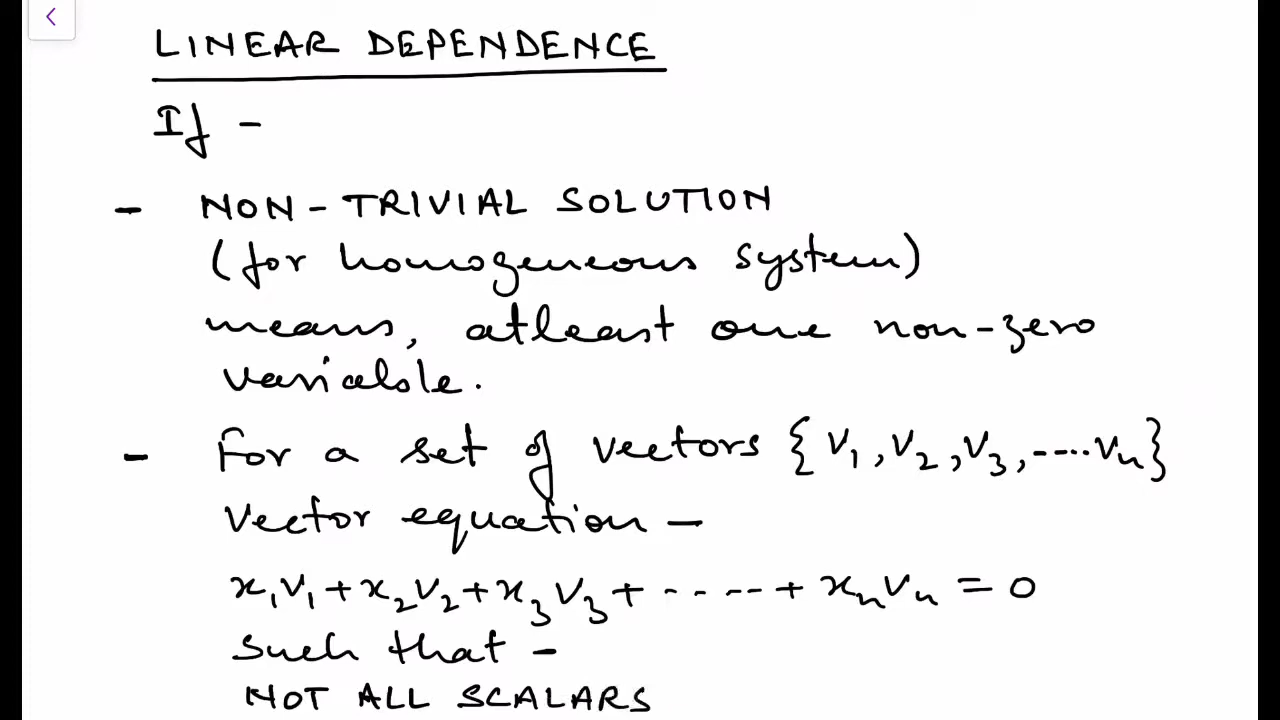 LINEAR DEPENDENCE
If -
- NON-TRIVIAL SOLUTION
(for homogeneous system)
means, atleast one non-zero
variable.
- For a set of vectors {v₁, v₂, v₃, ....vₙ}
Vector equation -
x₁v₁ + x₂v₂ + x₃v₃ + ----- + xₙvₙ = 0
such that -
NOT ALL SCALARS